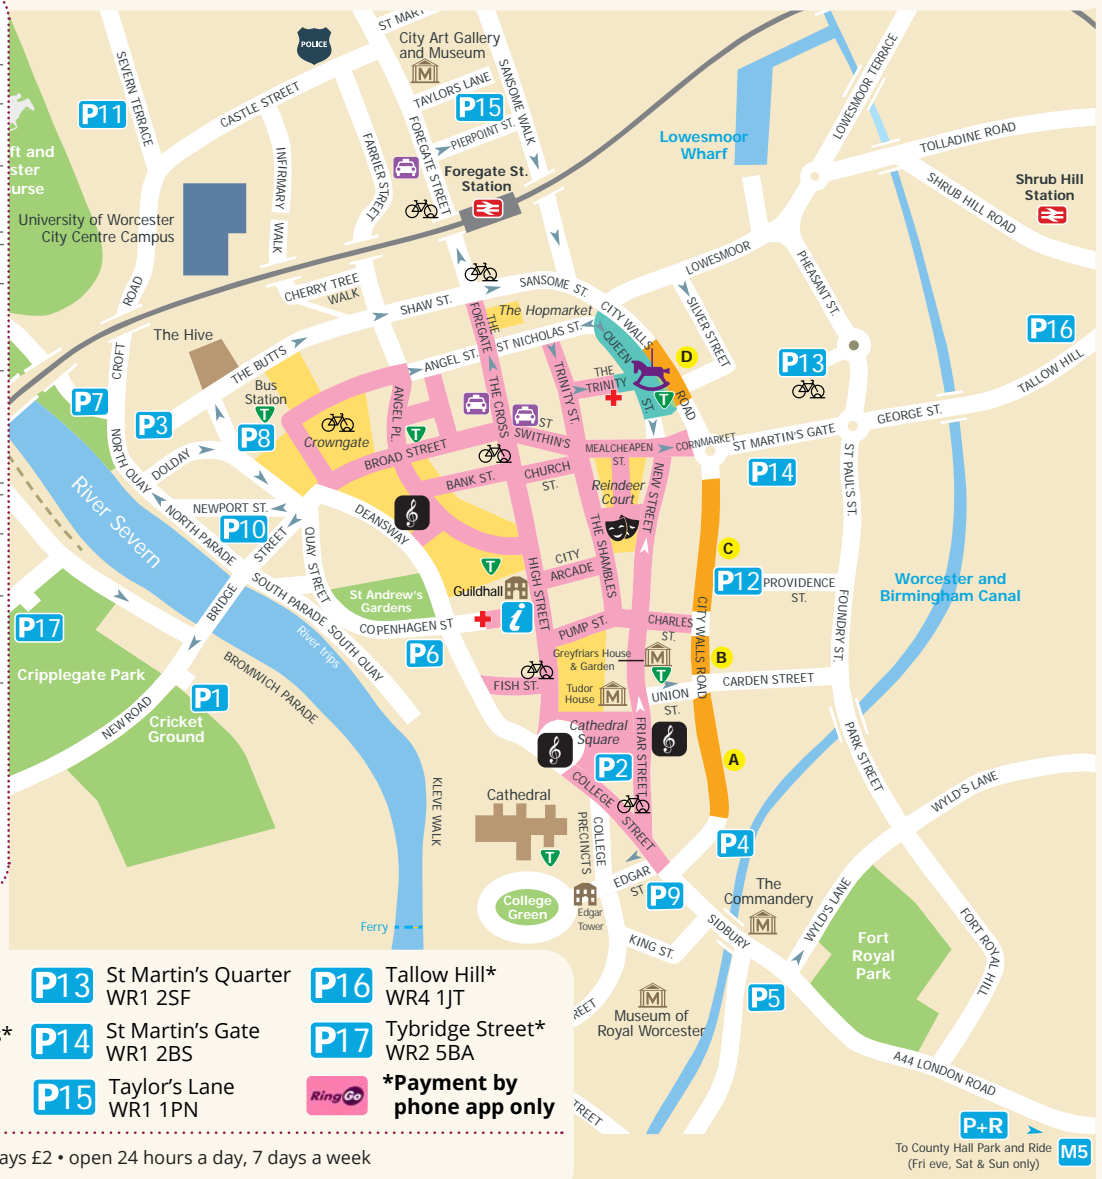 ST MARY
POLICE
City Art Gallery
and Museum
M
SEVERN TERRACE
CASTLE STREET
TAYLORS LANE
SANSOME WALK
P11
P15
LOWESMOOR TERRACE
PIERPOINT ST.
FOREGATE STREET
FARRIER STREET
INFIRMARY WALK
Lowesmoor
Wharf
TOLLADINE ROAD
ft and
ster
urse
Foregate St.
Station
Shrub Hill
Station
SHRUB HILL ROAD
University of Worcester
City Centre Campus
LOWESMOOR
PHEASANT ST.
CHERRY TREE
WALK
SANSOME ST.
SHAW ST.
The Hopmarket
CITY WALLS
ROAD
SILVER STREET
CROFT
ROAD
The Hive
THE
FOREGATE
ST NICHOLAS ST.
ANGEL ST.
QUEEN
ST.
D
P16
P13
THE BUTTS
THE
TRINITY
TRINITY ST.
TALLOW HILL
Bus
Station
T
P7
P3
P8
ANGEL PL.
THE CROSS
T
T
GEORGE ST.
Crowngate
ST
SWITHIN'S
MEALCHEAPEN
ST.
CORNMARKET
ST MARTIN'S GATE
BROAD STREET
NORTH QUAY
DOLDAY
BANK ST.
CHURCH
ST.
P14
Reindeer
Court
NEW STREET
ST PAUL'S ST.
River Severn
NEWPORT ST.
P10
NORTH PARADE
DEANSWAY
THE SHAMBLES
C
BRIDGE
STREET
QUAY STREET
CITY
ARCADE
HIGH STREET
T
P12
PROVIDENCE
ST.
Worcester and
Birmingham Canal
SOUTH PARADE
SOUTH QUAY
St Andrew's
Gardens
Guildhall
i
COPENHAGEN ST
P17
River trips
PUMP ST.
CHARLES
ST.
CITY WALLS ROAD
FOUNDRY ST.
P6
Greyfriars House
& Garden
M
T
B
Cripplegate Park
BROMWICH PARADE
P1
FISH ST.
Tudor
House
M
UNION
ST.
CARDEN STREET
NEW ROAD
Cricket
Ground
Cathedral
Square
FRIAR STREET
PARK STREET
P2
A
KLEVE WALK
COLLEGE
STREET
WYLD'S LANE
Cathedral
COLLEGE
PRECINCTS
P4
T
EDGAR
ST
P9
The
Commandery
M
WYLD'S LANE
College
Green
Edgar
Tower
SIDBURY
Ferry
KING ST.
Fort
Royal
Park
FORT ROYAL HILL
P5
M
Museum of
Royal Worcester
REET
P13
St Martin's Quarter
WR1 2SF
P16
Tallow Hill*
WR4 1JT
*
P14
St Martin's Gate
WR1 2BS
P17
Tybridge Street*
WR2 5BA
P15
Taylor's Lane
WR1 1PN
RingGo
*Payment by
phone app only
TREET
A44 LONDON ROAD
P+R
To County Hall Park and Ride
(Fri eve, Sat & Sun only)
M5
ays £2 • open 24 hours a day, 7 days a week